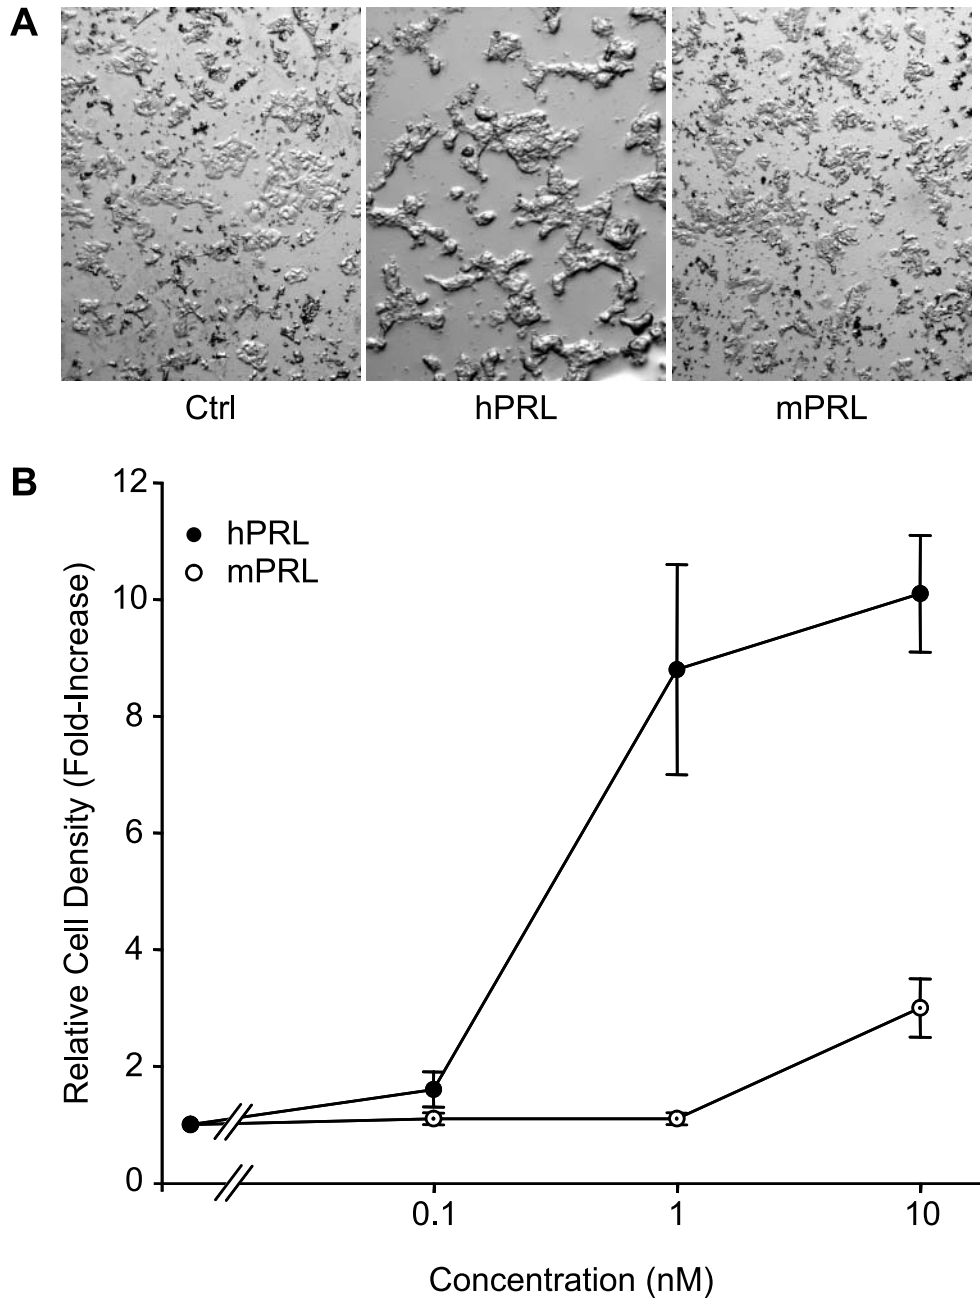 A
Ctrl
hPRL
mPRL
B
12
hPRL
mPRL
10
8
6
4
2
0
Relative Cell Density (Fold-Increase)
0.1
1
10
Concentration (nM)